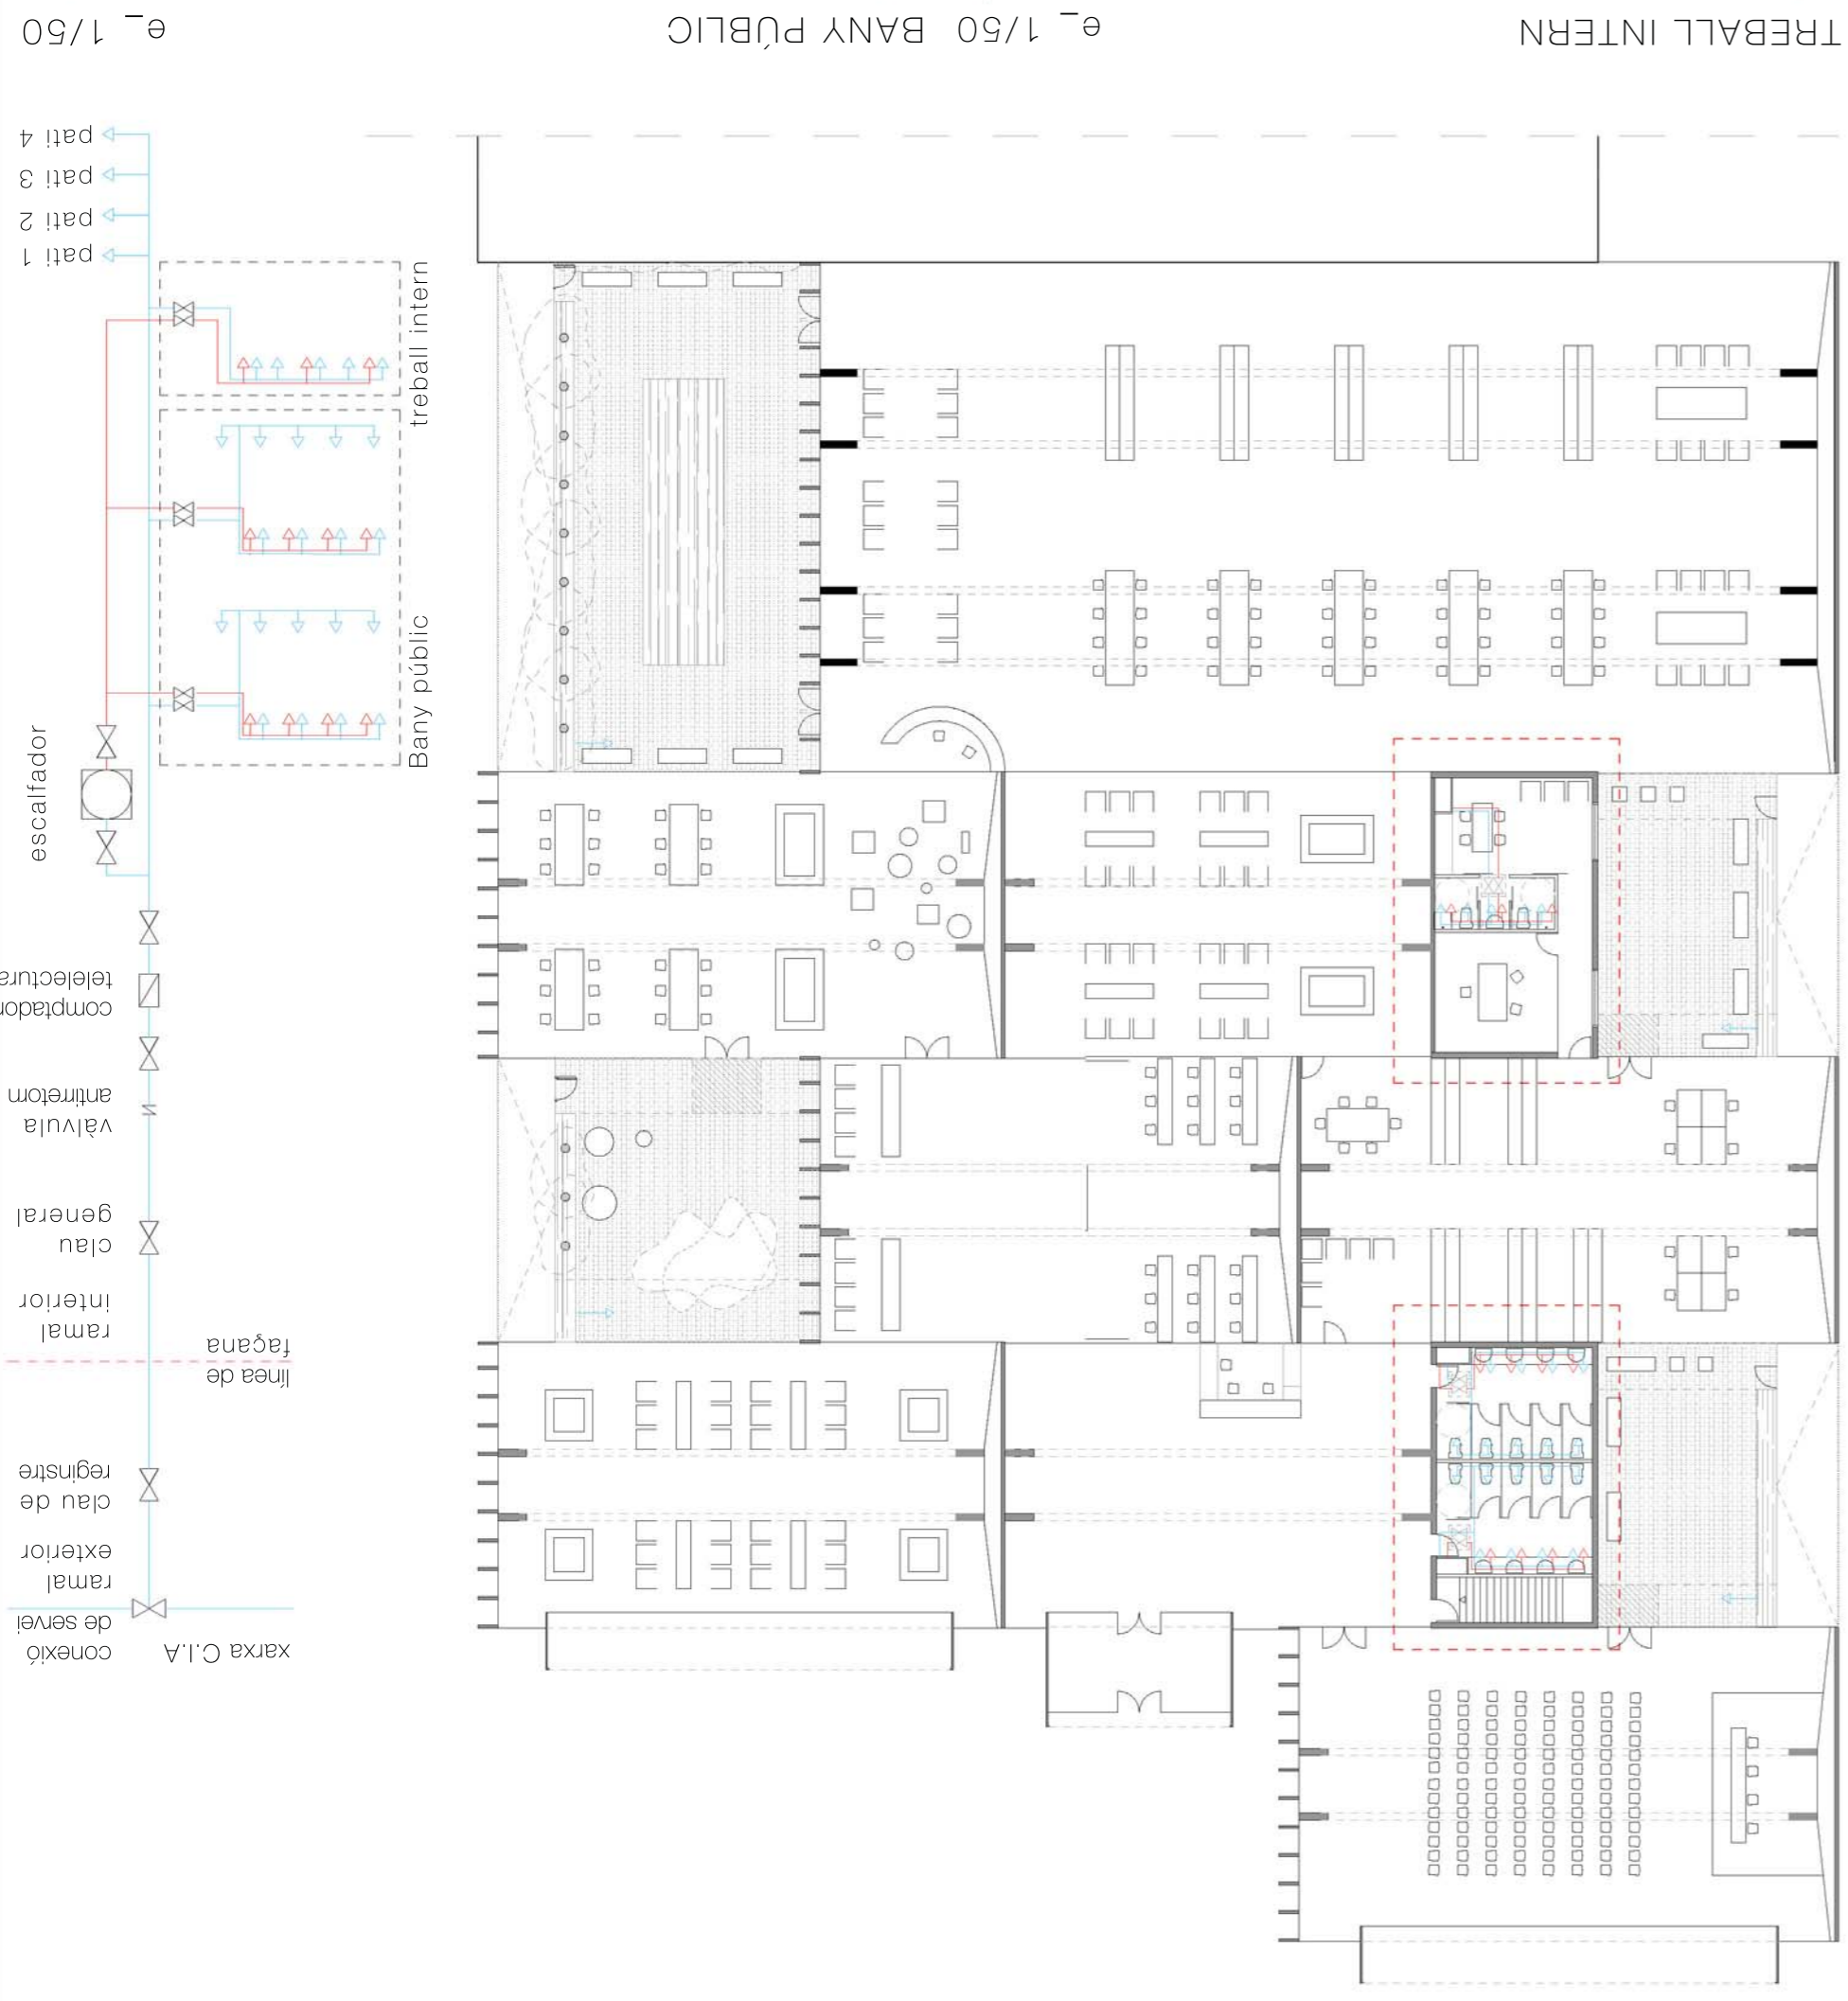 xarxa C.I.A
conexió
de servei
ramal
exterior
clau de
reginstre
línea de
façana
ramal
interior
clau
general
vàlvula
antirretorn
comptador
telelectura
escalfador
Bany públic
treball intern
pati 1
pati 2
pati 3
pati 4
TREBALL INTERN e_ 1/50 BANY PÚBLIC e_ 1/50